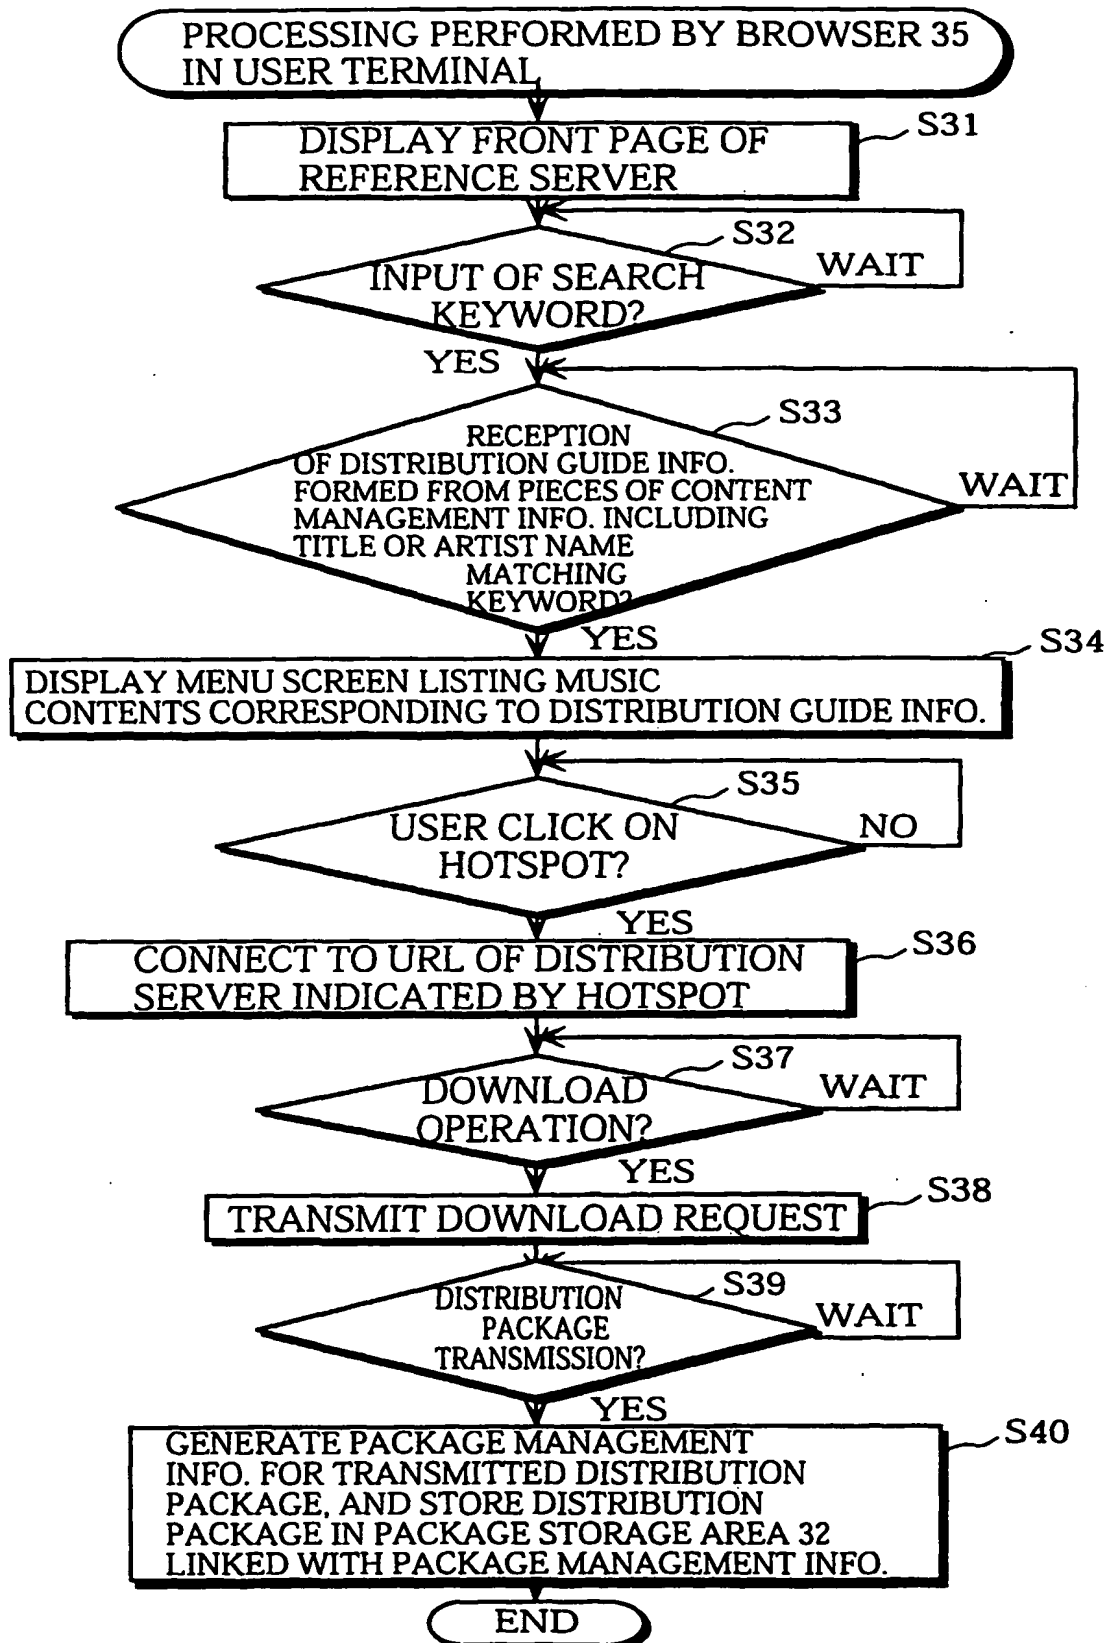 PROCESSING PERFORMED BY BROWSER 35
IN USER TERMINAL
S31
DISPLAY FRONT PAGE OF
REFERENCE SERVER
S32
INPUT OF SEARCH
KEYWORD?
WAIT
YES
S33
RECEPTION
OF DISTRIBUTION GUIDE INFO.
FORMED FROM PIECES OF CONTENT
MANAGEMENT INFO. INCLUDING
TITLE OR ARTIST NAME
MATCHING
KEYWORD?
WAIT
YES
S34
DISPLAY MENU SCREEN LISTING MUSIC
CONTENTS CORRESPONDING TO DISTRIBUTION GUIDE INFO.
S35
USER CLICK ON
HOTSPOT?
NO
YES
S36
CONNECT TO URL OF DISTRIBUTION
SERVER INDICATED BY HOTSPOT
S37
DOWNLOAD
OPERATION?
WAIT
YES
S38
TRANSMIT DOWNLOAD REQUEST
S39
DISTRIBUTION
PACKAGE
TRANSMISSION?
WAIT
YES
S40
GENERATE PACKAGE MANAGEMENT
INFO. FOR TRANSMITTED DISTRIBUTION
PACKAGE, AND STORE DISTRIBUTION
PACKAGE IN PACKAGE STORAGE AREA 32
LINKED WITH PACKAGE MANAGEMENT INFO.
END